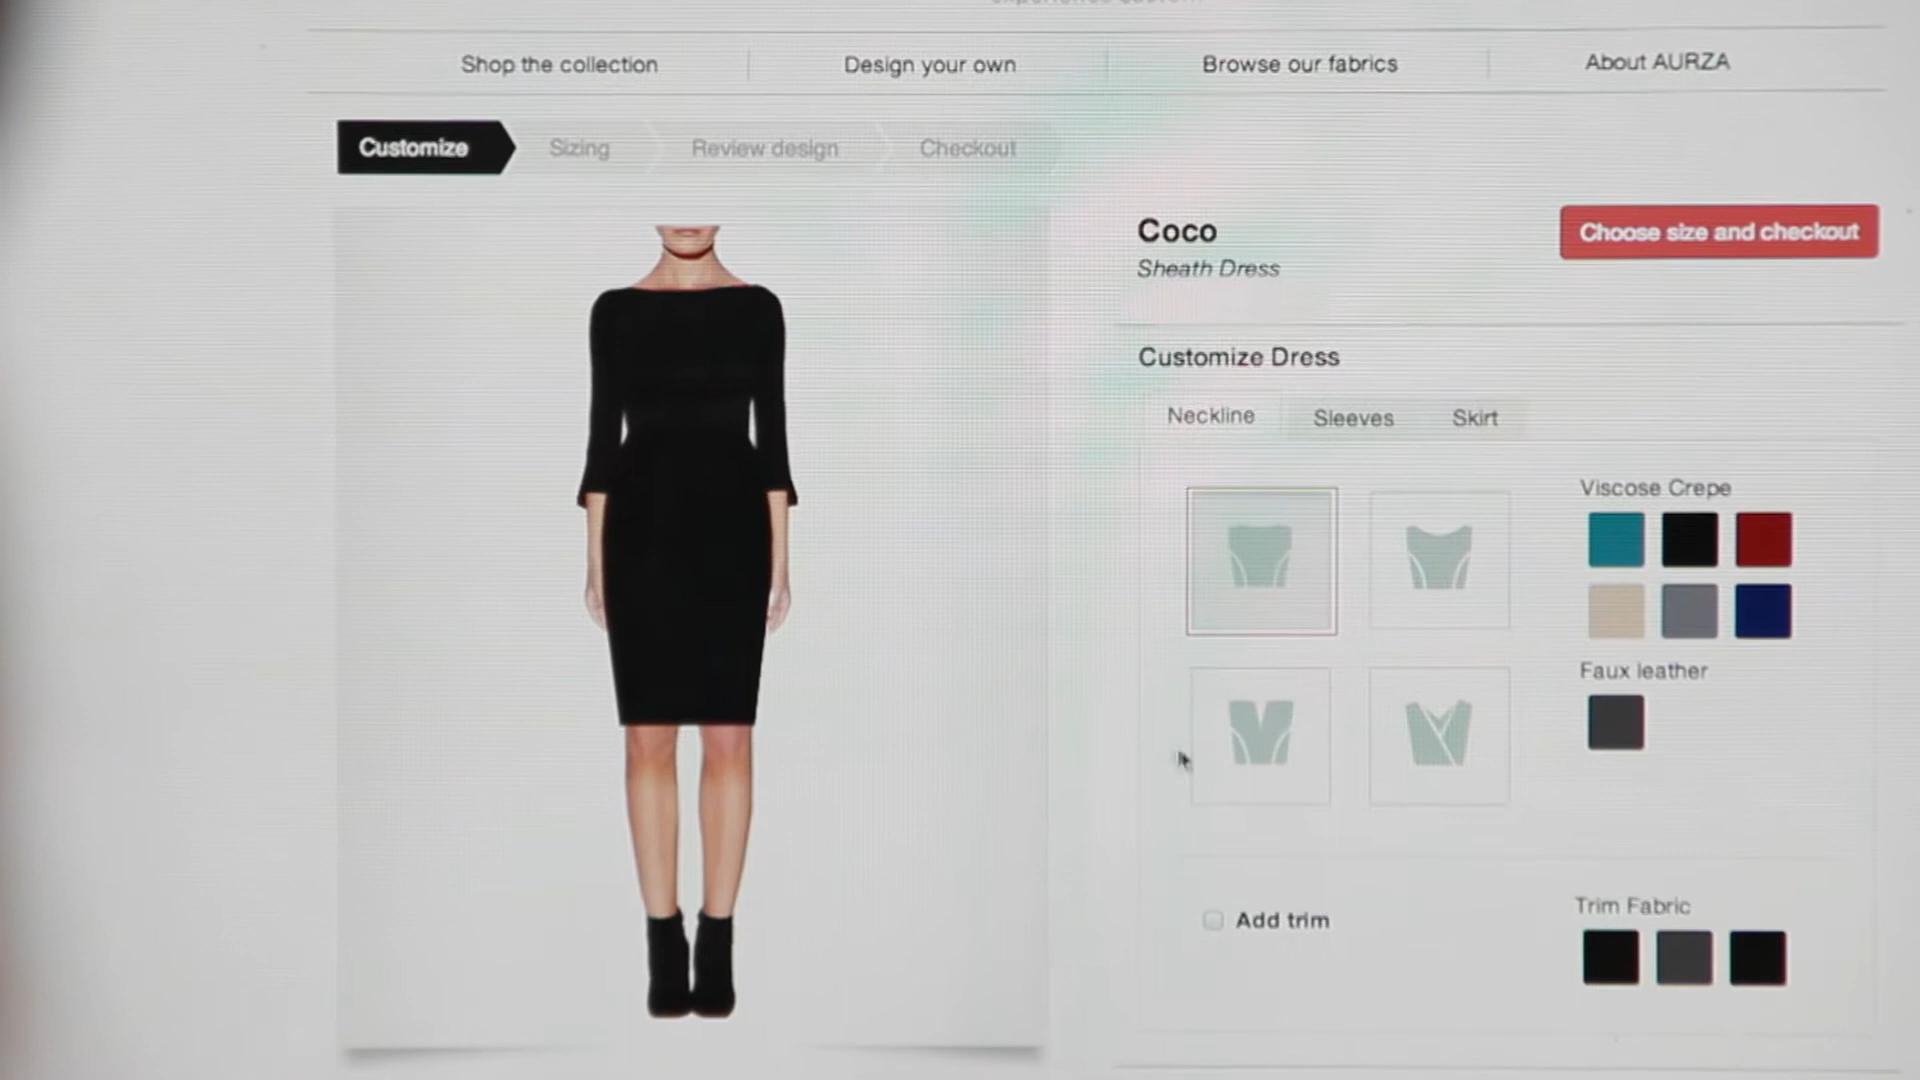 Shop the collection
Design your own
Browse our fabrics
About AURZA
Customize
Sizing
Review design
Checkout
Coco
Choose size and checkout
Sheath Dress
Customize Dress
Neckline
Sleeves
Skirt
Viscose Crepe
Faux leather
Add trim
Trim Fabric